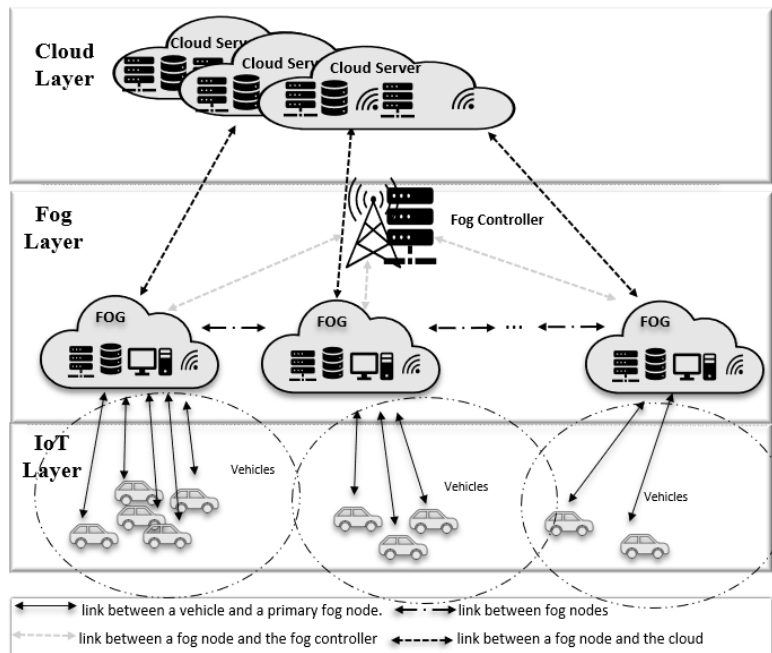 Cloud
Layer
Cloud Server
Cloud Serv
Cloud Server
Fog
Layer
Fog Controller
FOG
FOG
...
FOG
IoT
Layer
Vehicles
Vehicles
Vehicles
link between a vehicle and a primary fog node.
link between fog nodes
link between a fog node and the fog controller
link between a fog node and the cloud